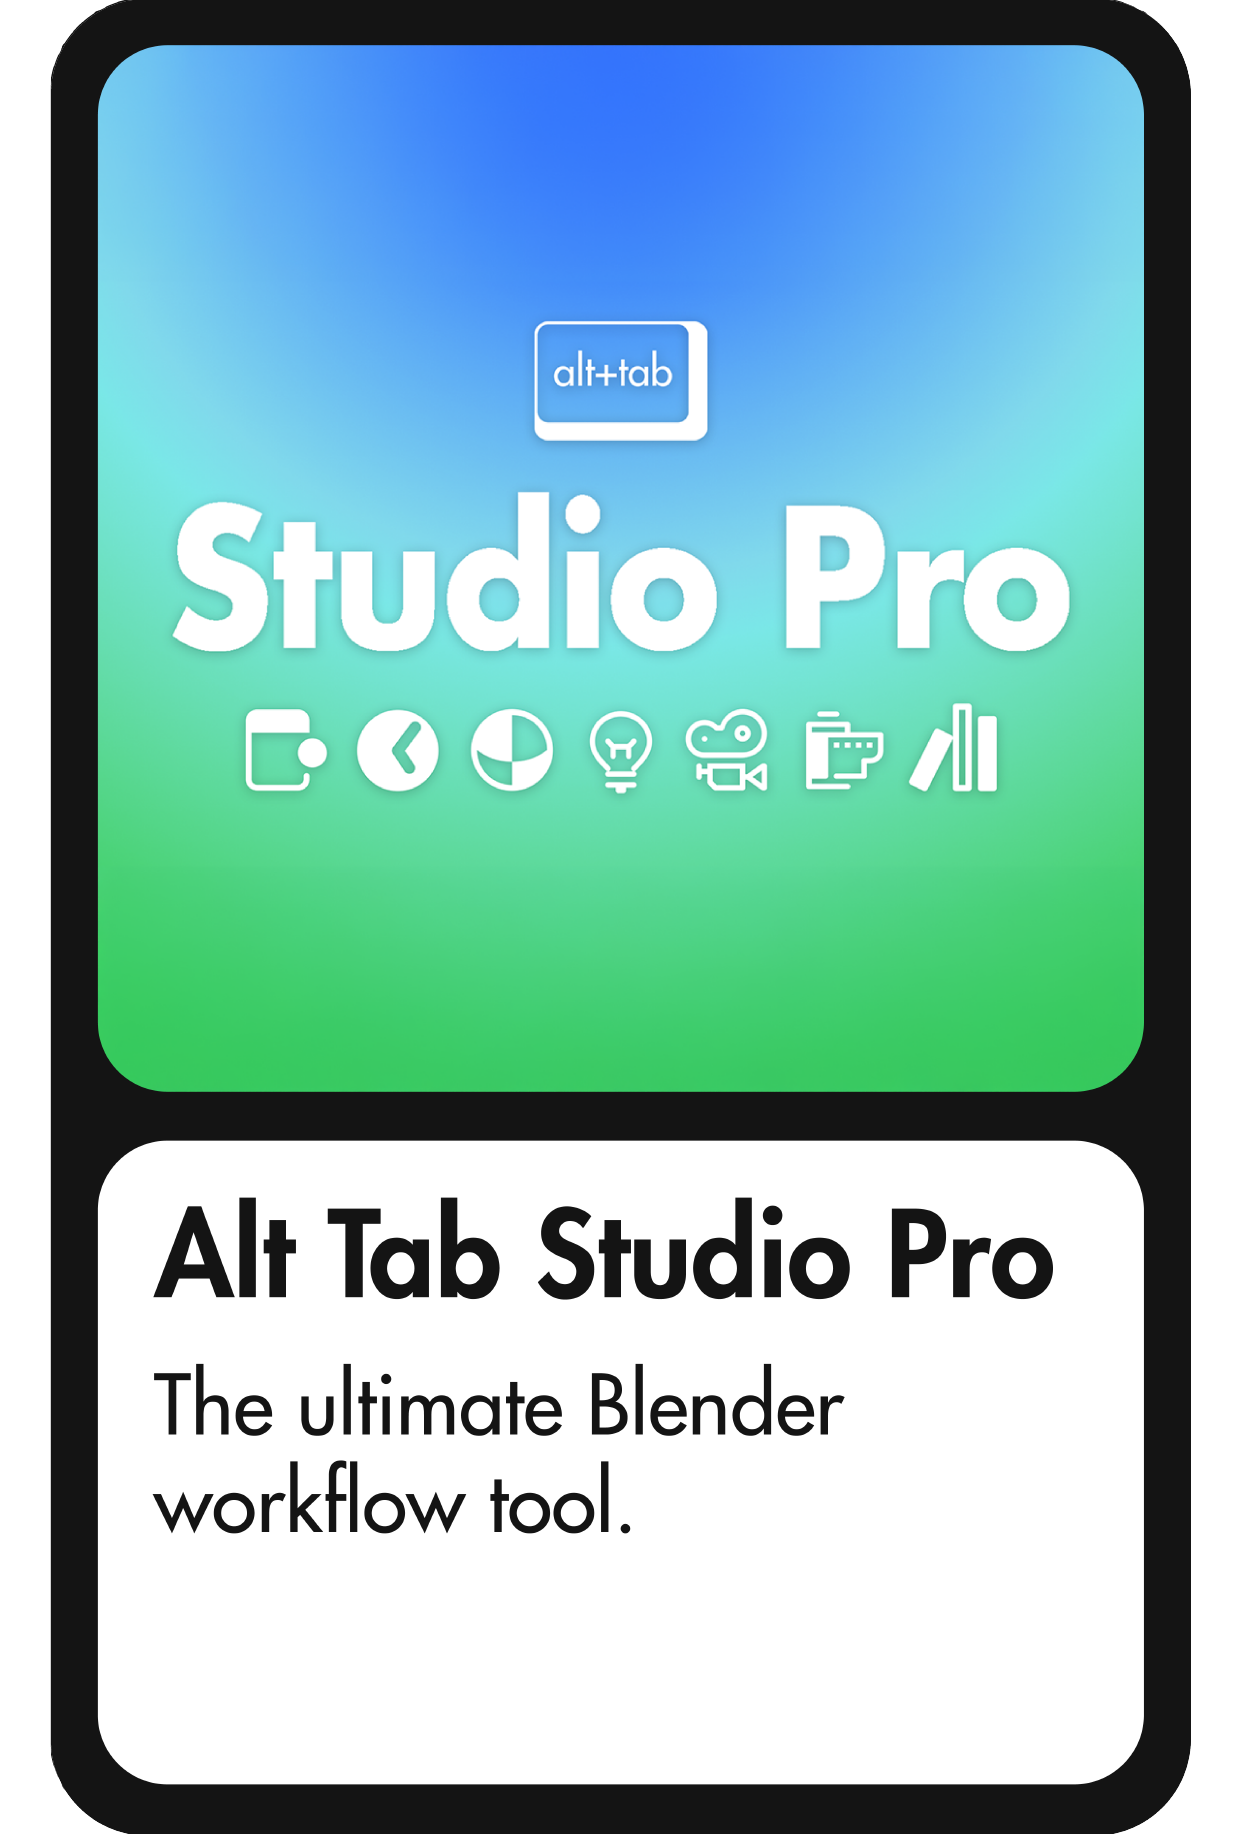 alt+tab
Studio Pro
Alt Tab Studio Pro
The ultimate Blender
workflow tool.